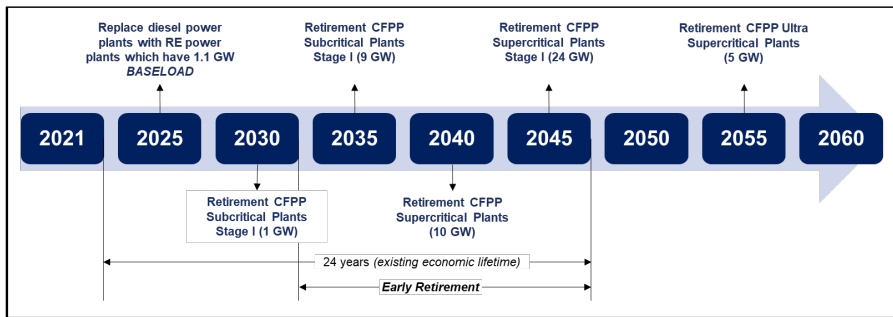 Replace diesel power
plants with RE power
plants which have 1.1 GW
BASELOAD
Retirement CFPP
Subcritical Plants
Stage I (9 GW)
Retirement CFPP
Supercritical Plants
Stage I (24 GW)
Retirement CFPP Ultra
Supercritical Plants
(5 GW)
2021
2025
2030
2035
2040
2045
2050
2055
2060
Retirement CFPP
Subcritical Plants
Stage I (1 GW)
Retirement CFPP
Supercritical Plants
(10 GW)
24 years (existing economic lifetime)
Early Retirement